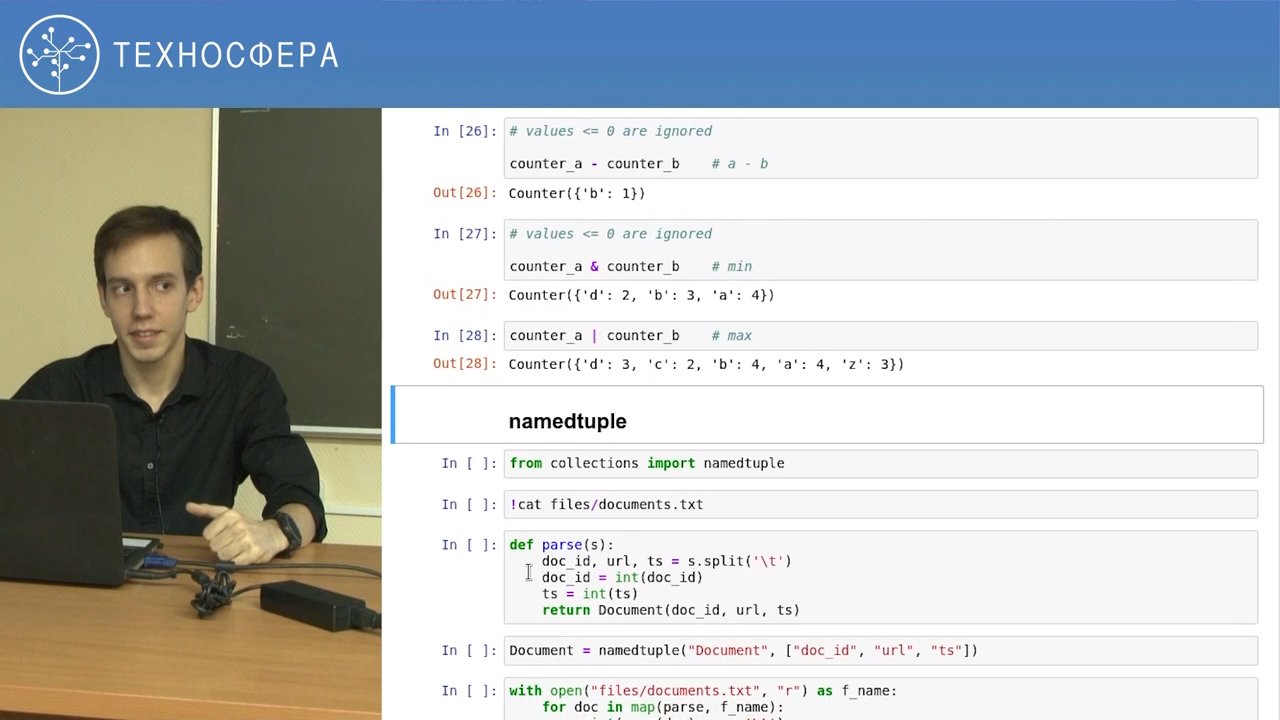 ТЕХНОСФЕРА
In [26]: # values <= 0 are ignored
counter_a - counter_b    # a - b
Out[26]: Counter({'b': 1})
In [27]: # values <= 0 are ignored
counter_a & counter_b    # min
Out[27]: Counter({'d': 2, 'b': 3, 'a': 4})
In [28]: counter_a | counter_b    # max
Out[28]: Counter({'d': 3, 'c': 2, 'b': 4, 'a': 4, 'z': 3})
namedtuple
In [ ]: from collections import namedtuple
In [ ]: !cat files/documents.txt
In [ ]: def parse(s):
    doc_id, url, ts = s.split('\t')
    doc_id = int(doc_id)
    ts = int(ts)
    return Document(doc_id, url, ts)
In [ ]: Document = namedtuple("Document", ["doc_id", "url", "ts"])
In [ ]: with open("files/documents.txt", "r") as f_name:
    for doc in map(parse, f_name):